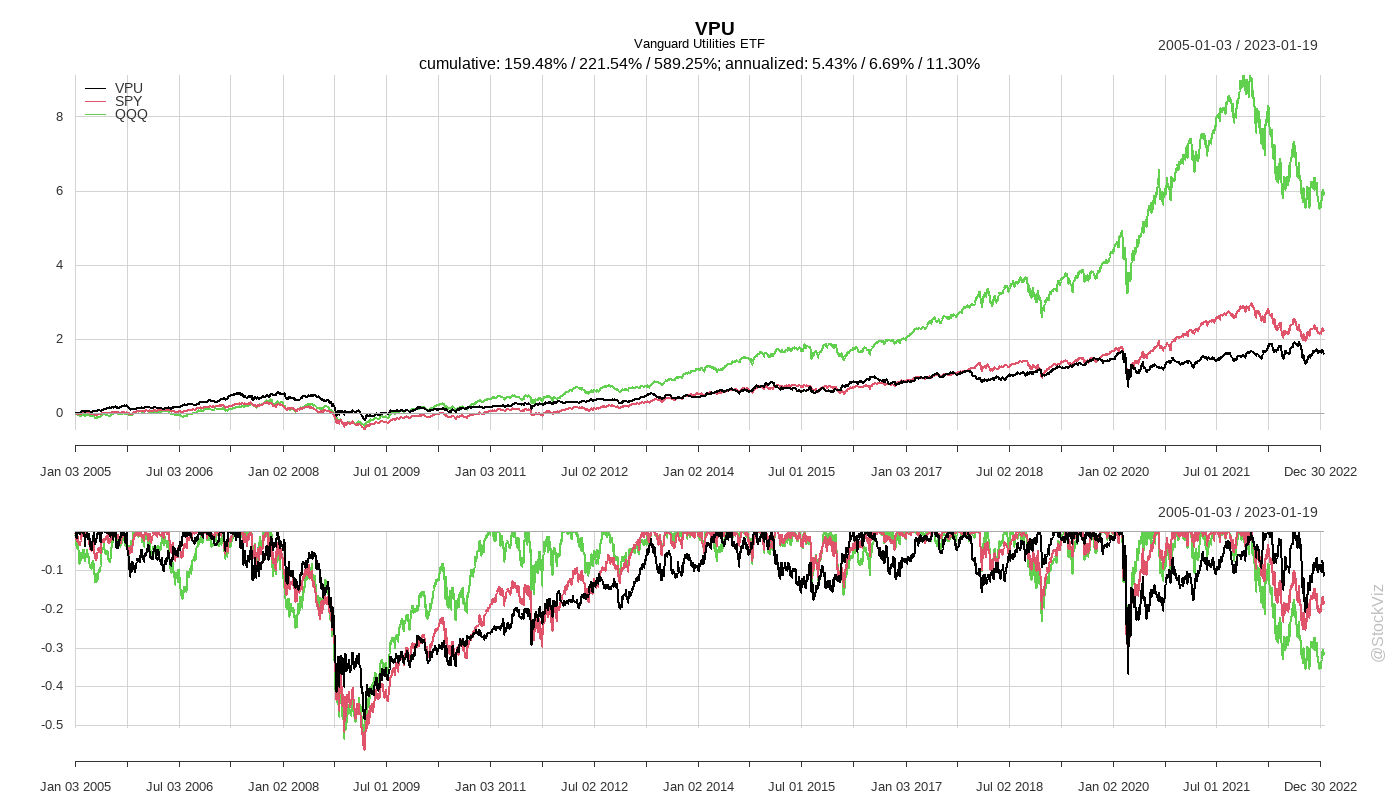 VPU
Vanguard Utilities ETF
2005-01-03 / 2023-01-19
cumulative: 159.48% / 221.54% / 589.25%; annualized: 5.43% / 6.69% / 11.30%
VPU
SPY
QQQ
8
6
4
2
0
Jan 03 2005 Jul 03 2006 Jan 02 2008 Jul 01 2009 Jan 03 2011 Jul 02 2012 Jan 02 2014 Jul 01 2015 Jan 03 2017 Jul 02 2018 Jan 02 2020 Jul 01 2021 Dec 30 2022
2005-01-03 / 2023-01-19
-0.1
-0.2
-0.3
-0.4
-0.5
Jan 03 2005 Jul 03 2006 Jan 02 2008 Jul 01 2009 Jan 03 2011 Jul 02 2012 Jan 02 2014 Jul 01 2015 Jan 03 2017 Jul 02 2018 Jan 02 2020 Jul 01 2021 Dec 30 2022
@StockViz